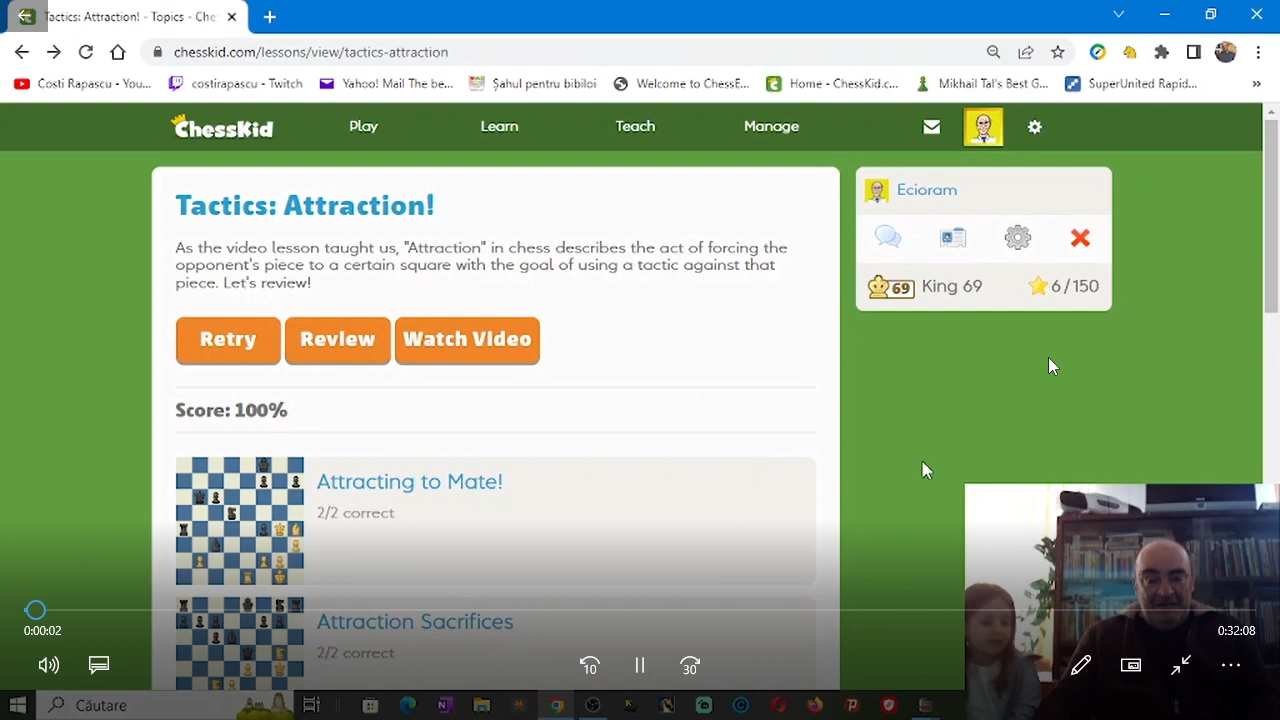 Tactics: Attraction! - Topics - Che
chesskid.com/lessons/view/tactics-attraction
Costi Rapascu - You...
costirapascu - Twitch
Yahoo! Mail The be...
Șahul pentru bibiloi
Welcome to ChessE...
Home - ChessKid.c...
Mikhail Tal's Best G...
SuperUnited Rapid...
»
ChessKid
Play
Learn
Teach
Manage
Tactics: Attraction!
As the video lesson taught us, "Attraction" in chess describes the act of forcing the
opponent's piece to a certain square with the goal of using a tactic against that
piece. Let's review!
Retry
Review
Watch Video
Score: 100%
Attracting to Mate!
2/2 correct
Attraction Sacrifices
2/2 correct
Ecioram
69
King 69
6/150
0:00:02
0:32:08
10
30
Căutare